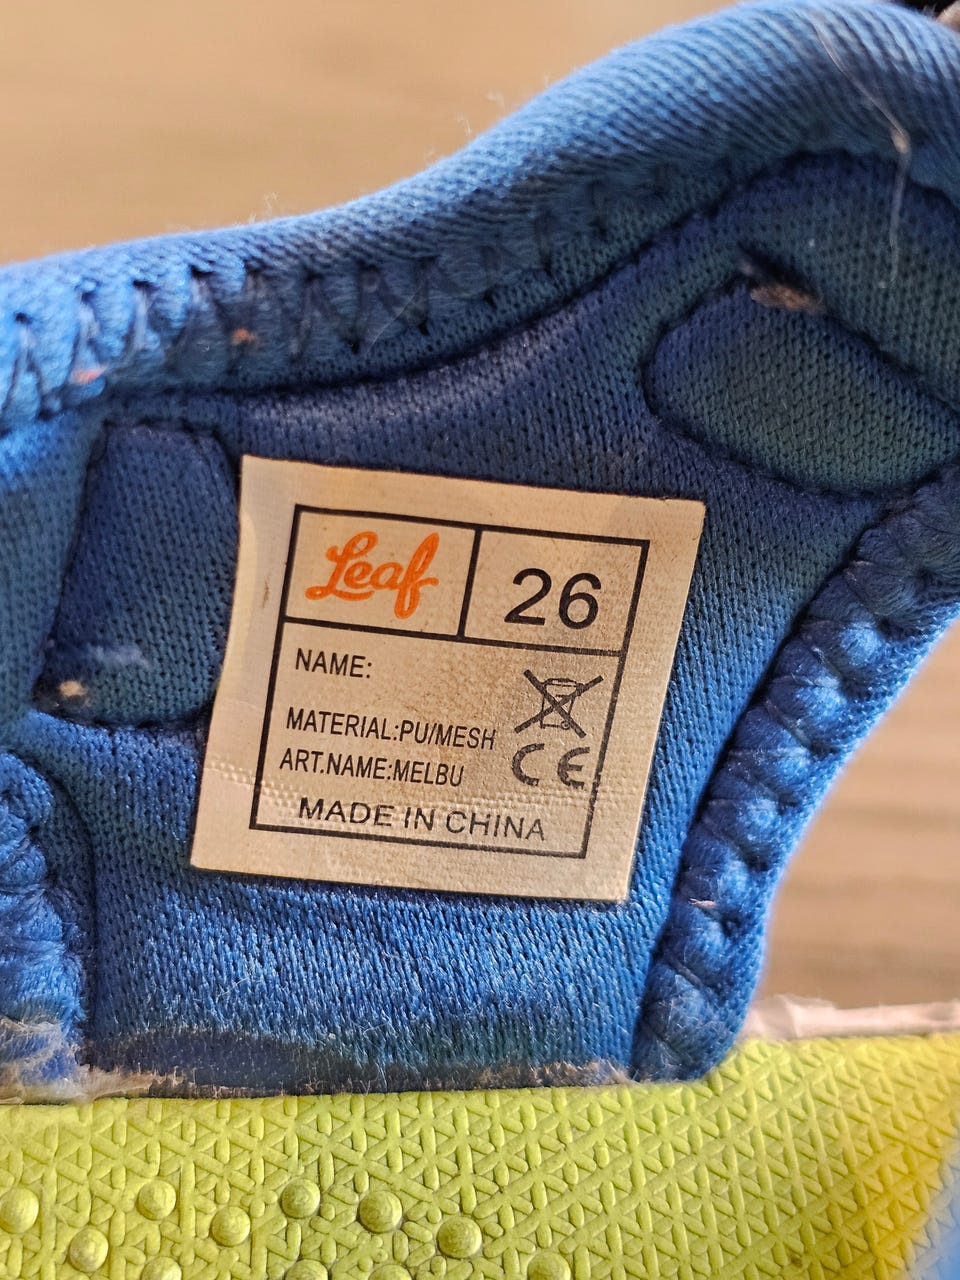 Leaf 26
NAME:
MATERIAL:PU/MESH
ART.NAME:MELBU
CE
MADE IN CHINA